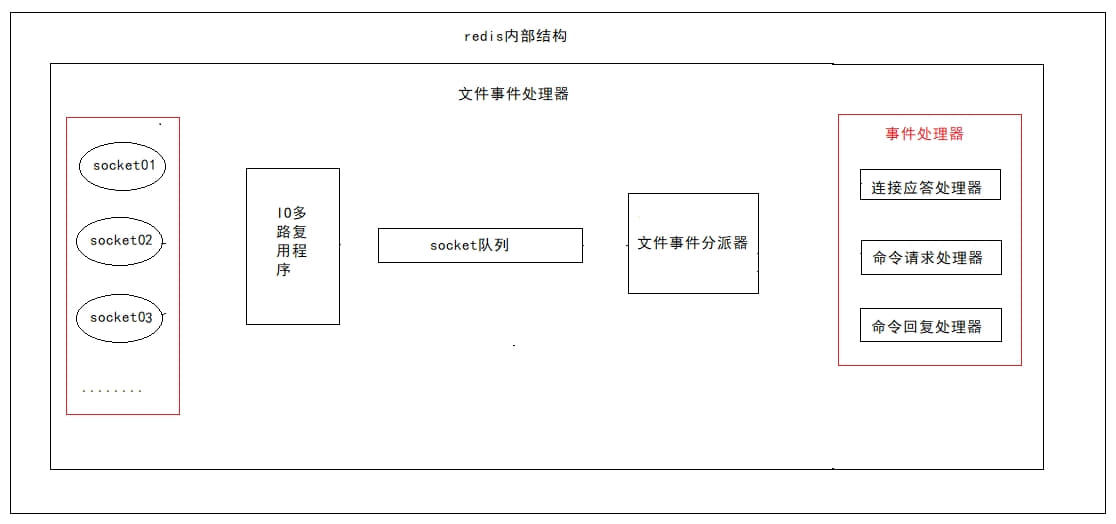 redis内部结构
文件事件处理器
socket01
socket02
socket03
........
IO多
路复
用程
序
socket队列
文件事件分派器
事件处理器
连接应答处理器
命令请求处理器
命令回复处理器